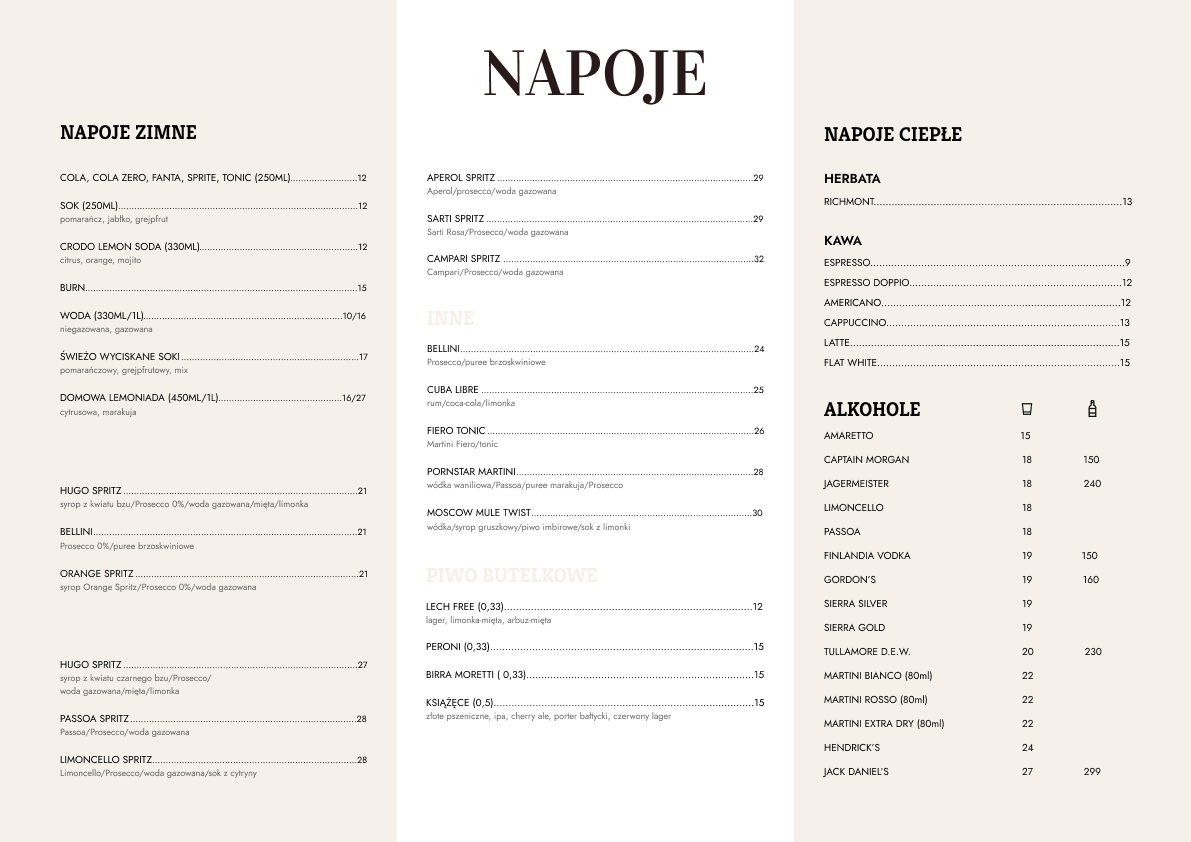 NAPOJE
NAPOJE ZIMNE
COLA, COLA ZERO, FANTA, SPRITE, TONIC (250ML)........................12
SOK (250ML)........................12
pomarańcz, jabłko, grejpfrut
CRODO LEMON SODA (330ML)........................12
citrus, orange, mojito
BURN........................15
WODA (330ML/1L)........................10/16
niegazowana, gazowana
ŚWIEŻO WYCISKANE SOKI........................17
pomarańczowy, grejpfrutowy, mix
DOMOWA LEMONIADA (450ML/1L)........................16/27
cytrusowa, marakuja
HUGO SPRITZ........................21
syrop z kwiatu bzu/Prosecco 0%/woda gazowana/mięta/limonka
BELLINI........................21
Prosecco 0%/puree brzoskwiniowe
ORANGE SPRITZ........................21
syrop Orange Spritz/Prosecco 0%/woda gazowana
HUGO SPRITZ........................27
syrop z kwiatu czarnego bzu/Prosecco/
woda gazowana/mięta/limonka
PASSOA SPRITZ........................28
Passoa/Prosecco/woda gazowana
LIMONCELLO SPRITZ........................28
Limoncello/Prosecco/woda gazowana/sok z cytryny
APEROL SPRITZ........................29
Aperol/prosecco/woda gazowana
SARTI SPRITZ........................29
Sarti Rosa/Prosecco/woda gazowana
CAMPARI SPRITZ........................32
Campari/Prosecco/woda gazowana
INNE
BELLINI........................24
Prosecco/puree brzoskwiniowe
CUBA LIBRE........................25
rum/coca-cola/limonka
FIERO TONIC........................26
Martini Fiero/tonic
PORNSTAR MARTINI........................28
wódka waniliowa/Passoa/puree marakuja/Prosecco
MOSCOW MULE TWIST........................30
wódka/syrop gruszkowy/piwo imbirowe/sok z limonki
PIWO BUTELKOWE
LECH FREE (0,33)........................12
lager, limonka-mięta, arbuz-mięta
PERONI (0,33)........................15
BIRRA MORETTI ( 0,33)........................15
KSIĄŻĘCE (0,5)........................15
złote pszeniczne, ipa, cherry ale, porter bałtycki, czerwony lager
NAPOJE CIEPŁE
HERBATA
RICHMONT........................13
KAWA
ESPRESSO........................9
ESPRESSO DOPPIO........................12
AMERICANO........................12
CAPPUCCINO........................13
LATTE........................15
FLAT WHITE........................15
ALKOHOLE
AMARETTO 15
CAPTAIN MORGAN 18 150
JAGERMEISTER 18 240
LIMONCELLO 18
PASSOA 18
FINLANDIA VODKA 19 150
GORDON'S 19 160
SIERRA SILVER 19
SIERRA GOLD 19
TULLAMORE D.E.W. 20 230
MARTINI BIANCO (80ml) 22
MARTINI ROSSO (80ml) 22
MARTINI EXTRA DRY (80ml) 22
HENDRICK'S 24
JACK DANIEL'S 27 299